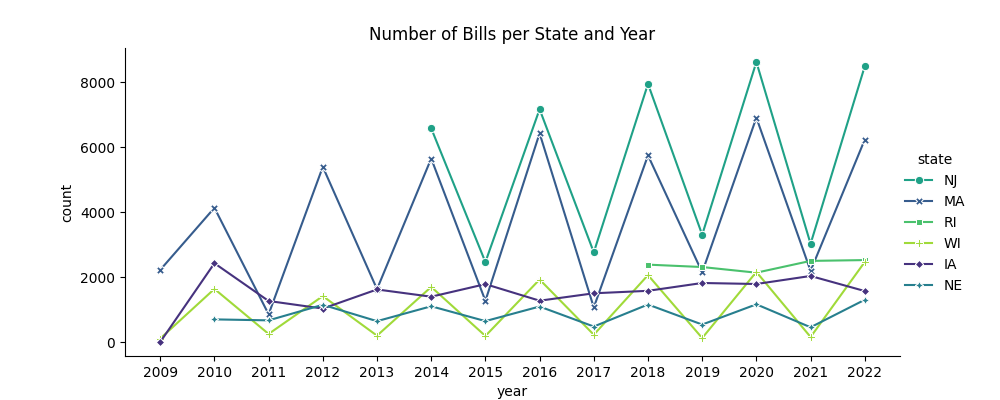 Number of Bills per State and Year
8000
6000
4000
2000
0
count
2009 2010 2011 2012 2013 2014 2015 2016 2017 2018 2019 2020 2021 2022
year
state
NJ
MA
RI
WI
IA
NE